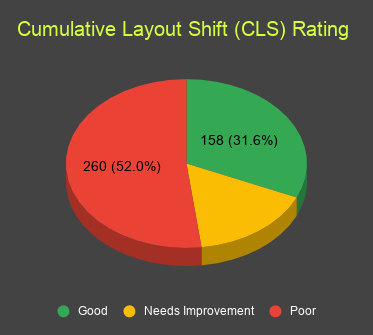 Cumulative Layout Shift (CLS) Rating
158 (31.6%)
260 (52.0%)
Good Needs Improvement Poor